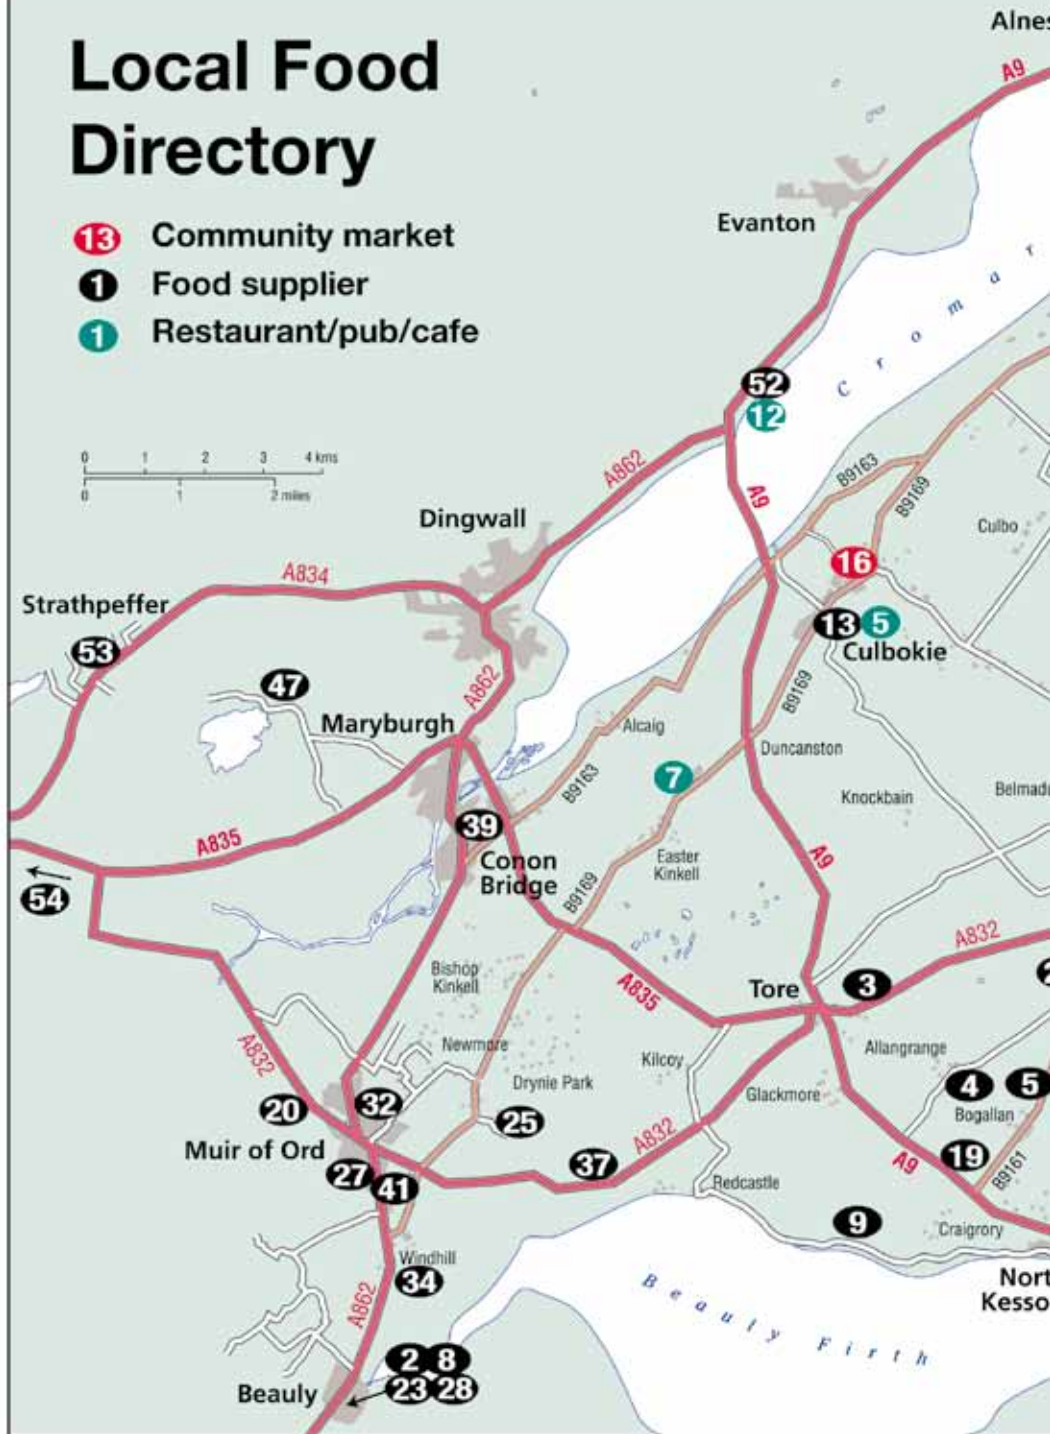 Local Food
Directory
13 Community market
1 Food supplier
1 Restaurant/pub/cafe
0 1 2 3 4 kms
0 1 2 miles
Alnes
A9
Evanton
C r o m a r
52
12
A862
A9
B9163
B9169
Dingwall
Culbo
A834
16
Strathpeffer
13 5
53
Culbokie
47
A862
B9169
Maryburgh
Alcaig
Duncanston
7
B9163
Knockbain
Belmadu
39
A835
A9
Conon
Bridge
Easter
Kinkell
54
B9169
A832
Bishop
Kinkell
A835
Tore
3
2
A832
Newmore
Kilcoy
Allangrange
Drynie Park
Glackmore
4 5
Bogallan
20
32
25
A832
Muir of Ord
37
19
A9
B9161
27
41
Redcastle
9
Craigrory
Windhill
34
Nort
Kesso
A862
B e a u l y F i r t h
2 8
23 28
Beauly